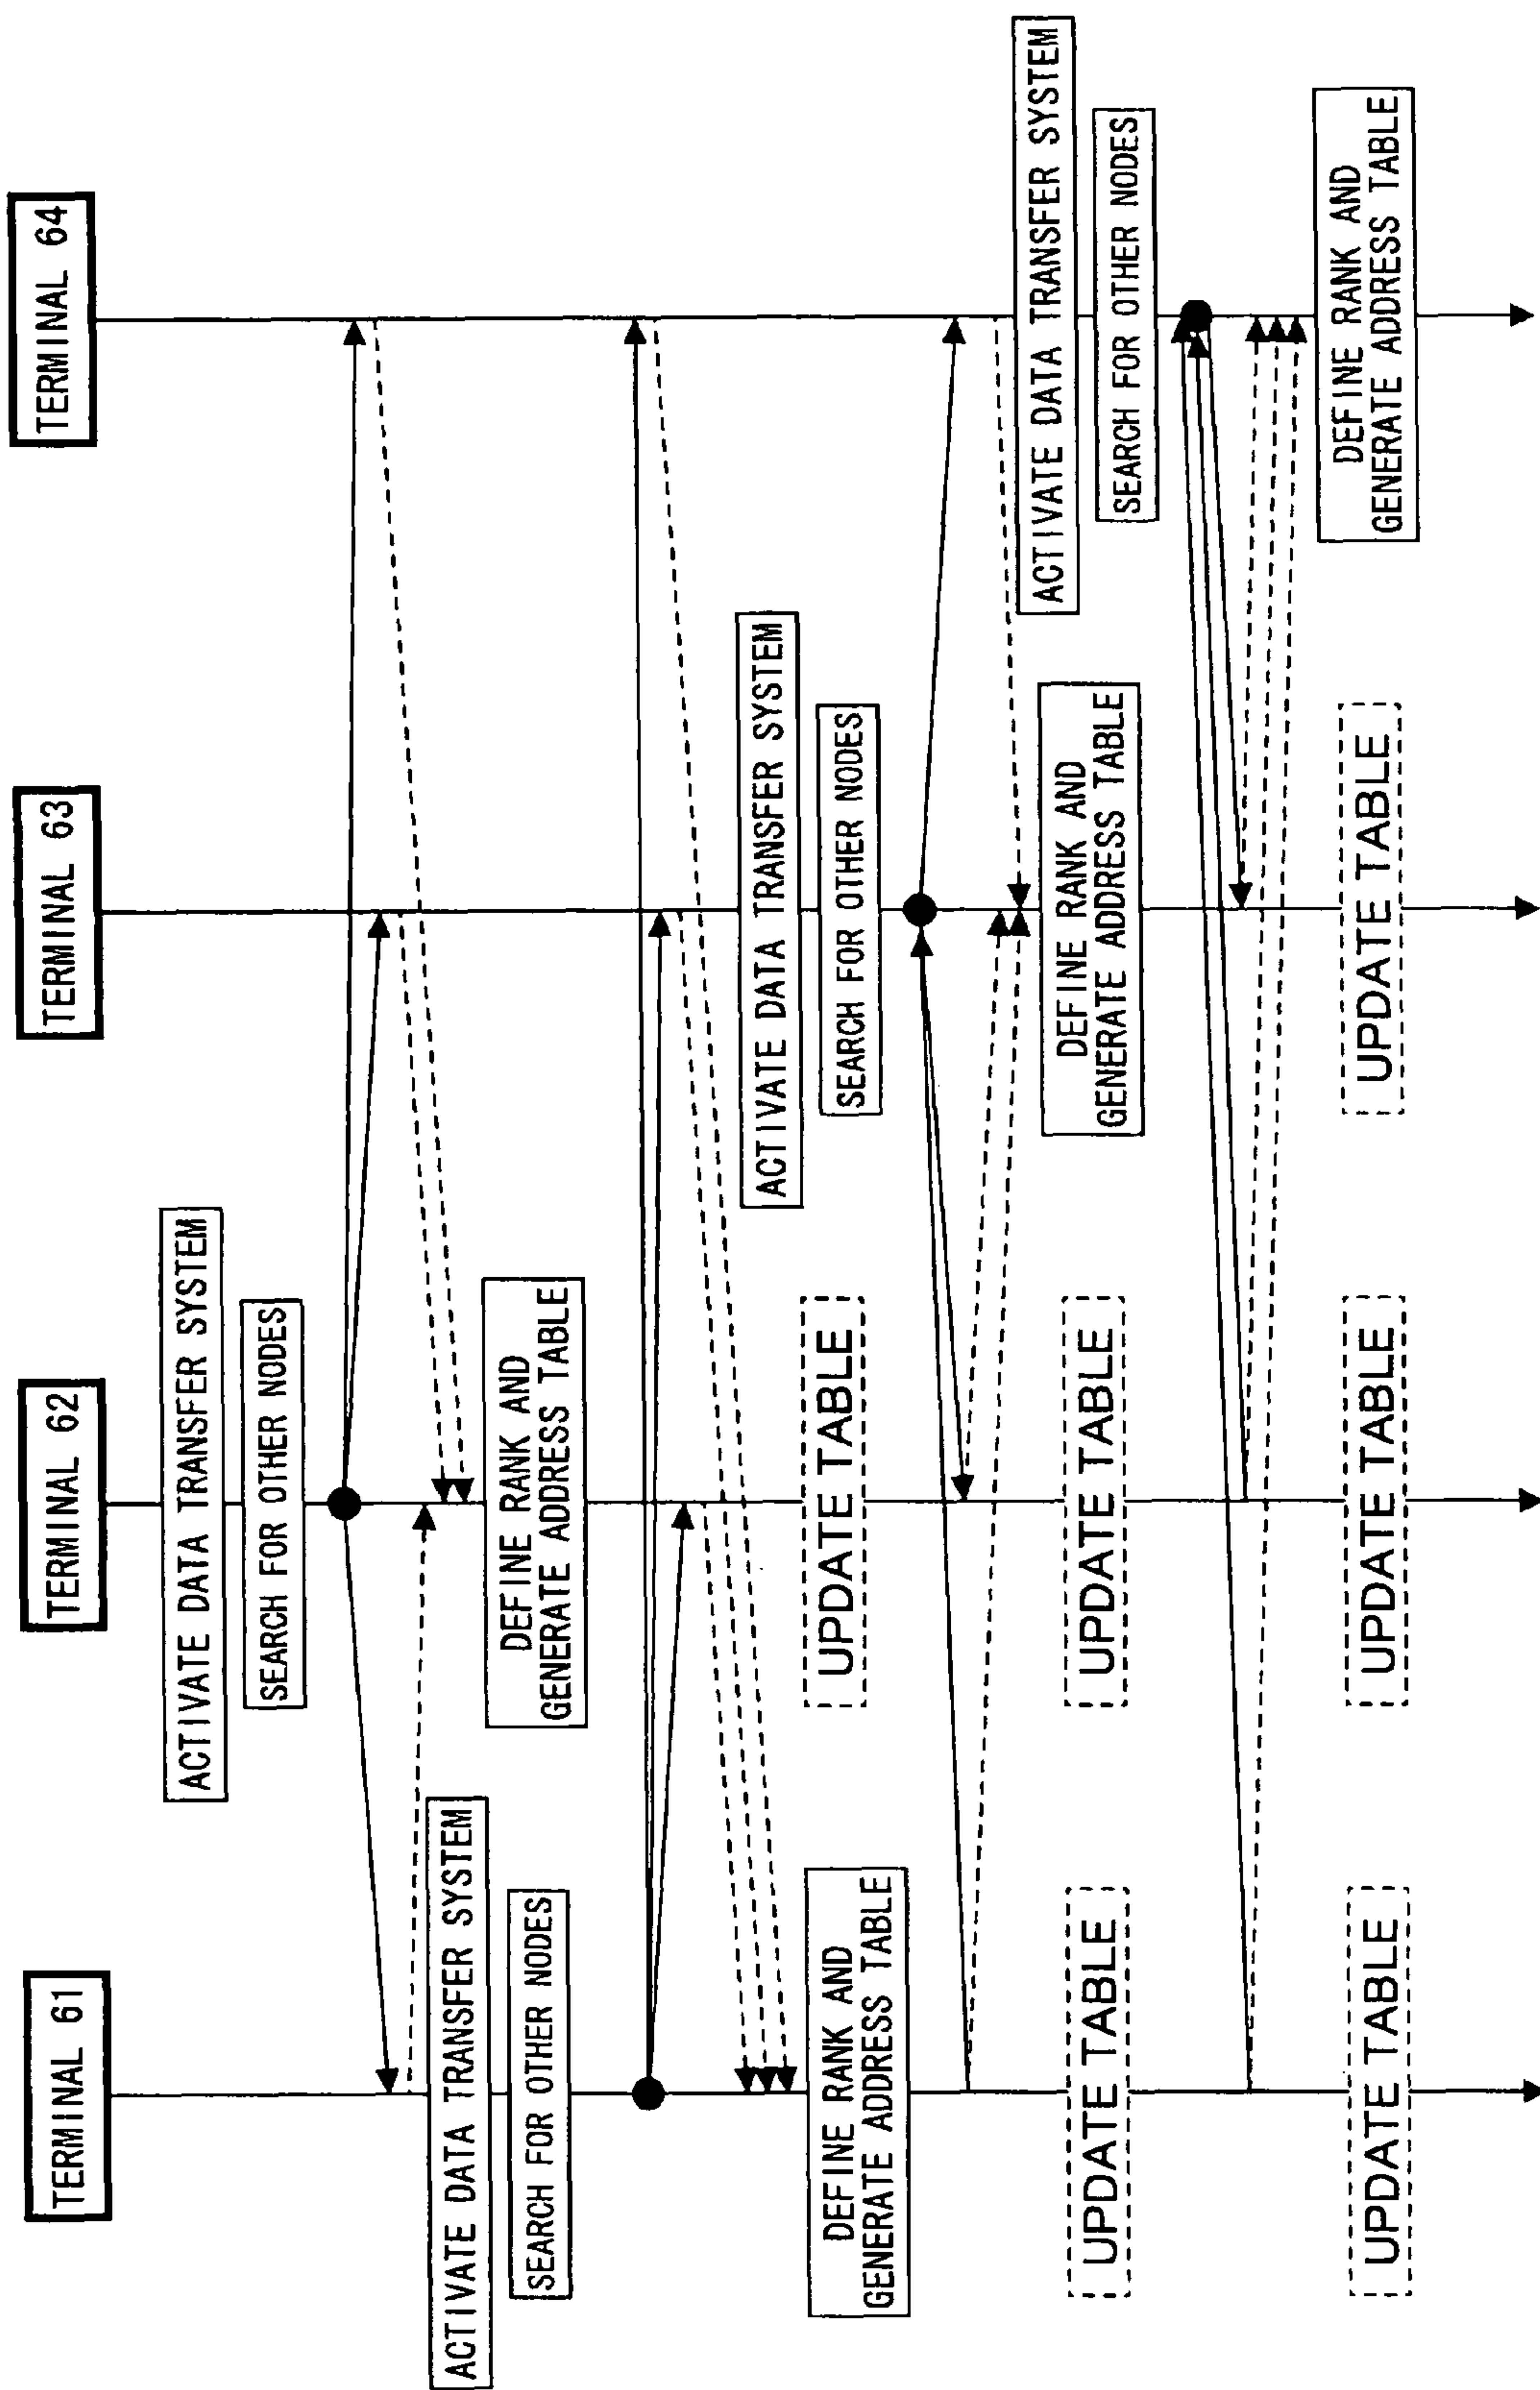 TERMINAL 61
TERMINAL 62
TERMINAL 63
TERMINAL 64
ACTIVATE DATA TRANSFER SYSTEM
SEARCH FOR OTHER NODES
ACTIVATE DATA TRANSFER SYSTEM
SEARCH FOR OTHER NODES
DEFINE RANK AND
GENERATE ADDRESS TABLE
ACTIVATE DATA TRANSFER SYSTEM
SEARCH FOR OTHER NODES
DEFINE RANK AND
GENERATE ADDRESS TABLE
UPDATE TABLE
ACTIVATE DATA TRANSFER SYSTEM
SEARCH FOR OTHER NODES
DEFINE RANK AND
GENERATE ADDRESS TABLE
UPDATE TABLE
UPDATE TABLE
DEFINE RANK AND
GENERATE ADDRESS TABLE
UPDATE TABLE
UPDATE TABLE
UPDATE TABLE